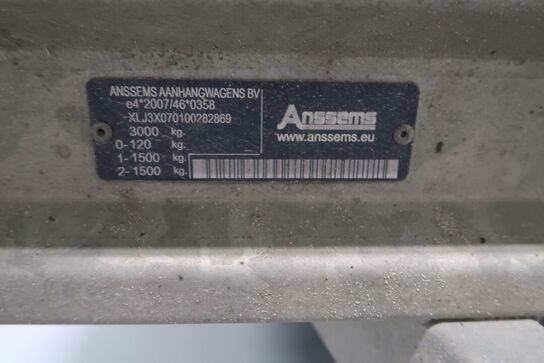 ANSSEMS AANHANGWAGENS BV
e4*2007/46*0358
XLJ3X070100282869
3000 kg.
0-120 kg.
1-1500 kg.
2-1500 kg.
Anssems
www.anssems.eu